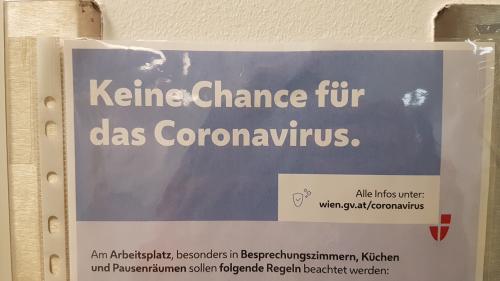 Keine Chance für
das Coronavirus.
Alle Infos unter:
wien.gv.at/coronavirus
Am Arbeitsplatz, besonders in Besprechungszimmern, Küchen
und Pausenräumen sollen folgende Regeln beachtet werden: